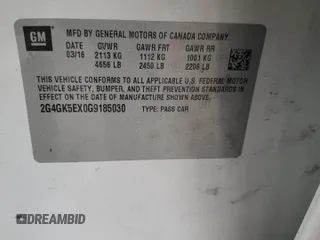 GM
MFD BY GENERAL MOTORS OF CANADA COMPANY
DATE GVWR GAWR FRT GAWR RR
03/16 2113 KG 1112 KG 1001 KG
4656 LB 2450 LB 2206 LB
THIS VEHICLE CONFORMS TO ALL APPLICABLE U.S. FEDERAL MOTOR
VEHICLE SAFETY, BUMPER, AND THEFT PREVENTION STANDARDS
IN EFFECT ON THE DATE OF MANUFACTURE SHOWN ABOVE.
2G4GK5EX0G9185030 TYPE: PASS CAR
DREAMBID